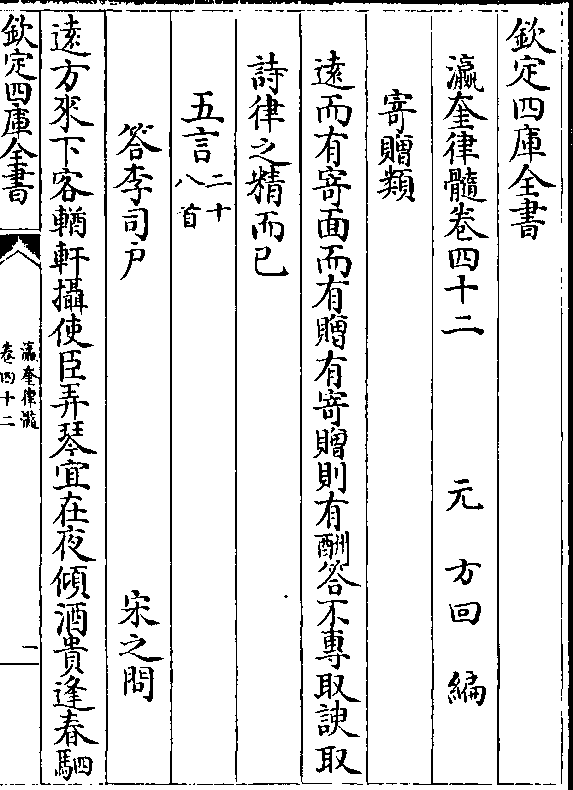 欽定四庫全書
瀛奎律髓卷四十二　元　方回　編
寄贈類
遠而有寄面而有贈有寄贈則有酬答不專取諛取
詩律之精而已
五言二十八首
答李司户　宋之問
遠方來下客輶軒攝使臣弄琴宜在夜傾酒貴逢春駟
欽定四庫全書
瀛奎律髓
卷四十二
一